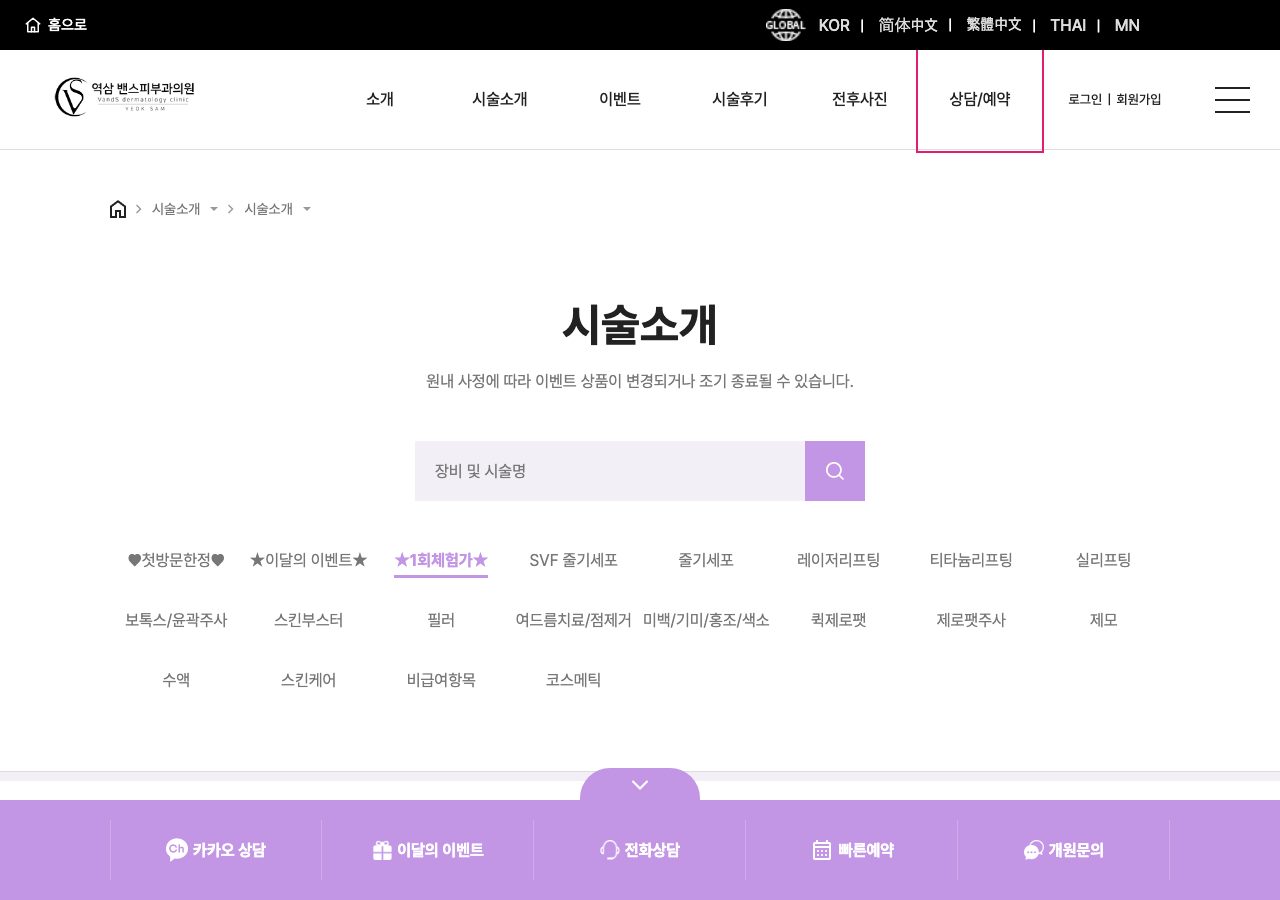 홈으로
GLOBAL KOR | 简体中文 | 繁體中文 | THAI | MN
역삼 밴스피부과의원
VandS dermatology clinic
YEOK SAM
소개 시술소개 이벤트 시술후기 전후사진 상담/예약 로그인 | 회원가입
시술소개 시술소개
시술소개
원내 사정에 따라 이벤트 상품이 변경되거나 조기 종료될 수 있습니다.
장비 및 시술명
♥첫방문한정♥ ★이달의 이벤트★ ★1회체험가★ SVF 줄기세포 줄기세포 레이저리프팅 티타늄리프팅 실리프팅
보톡스/윤곽주사 스킨부스터 필러 여드름치료/점제거 미백/기미/홍조/색소 퀵제로팻 제로팻주사 제모
수액 스킨케어 비급여항목 코스메틱
Ch 카카오 상담 이달의 이벤트 전화상담 빠른예약 개원문의